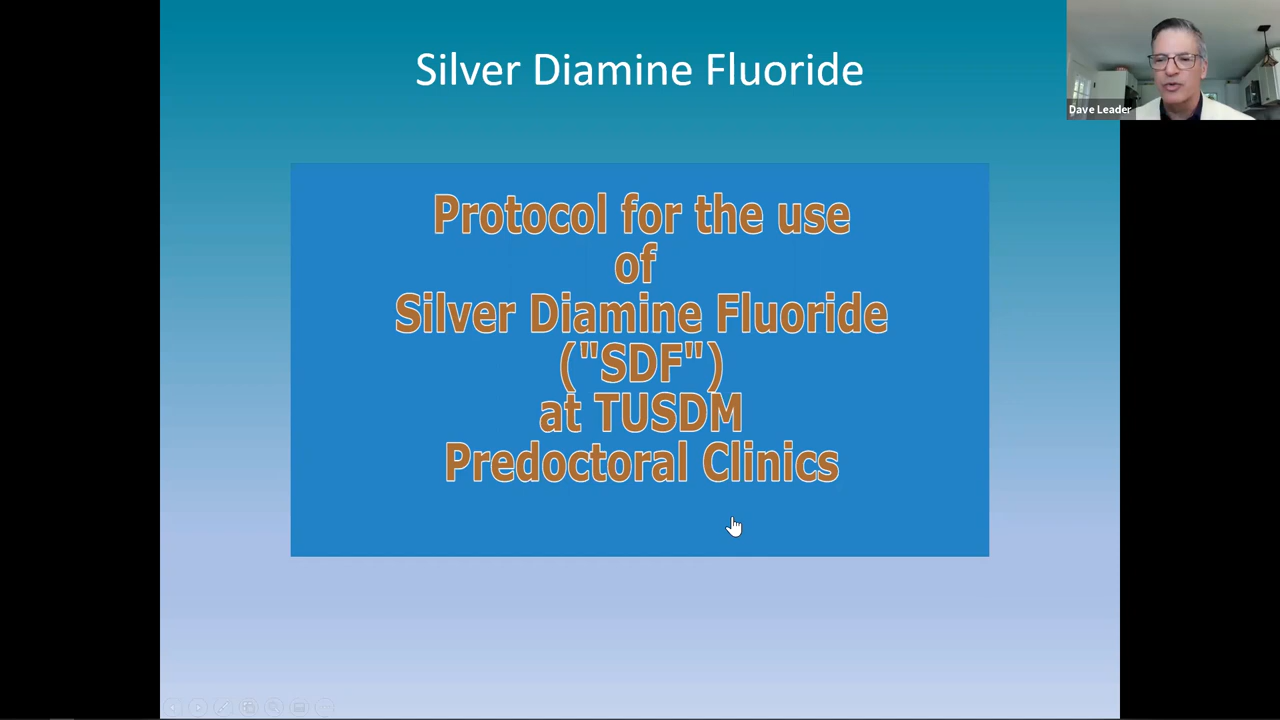 Silver Diamine Fluoride
Dave Leader
Protocol for the use
of
Silver Diamine Fluoride
("SDF")
at TUSDM
Predoctoral Clinics